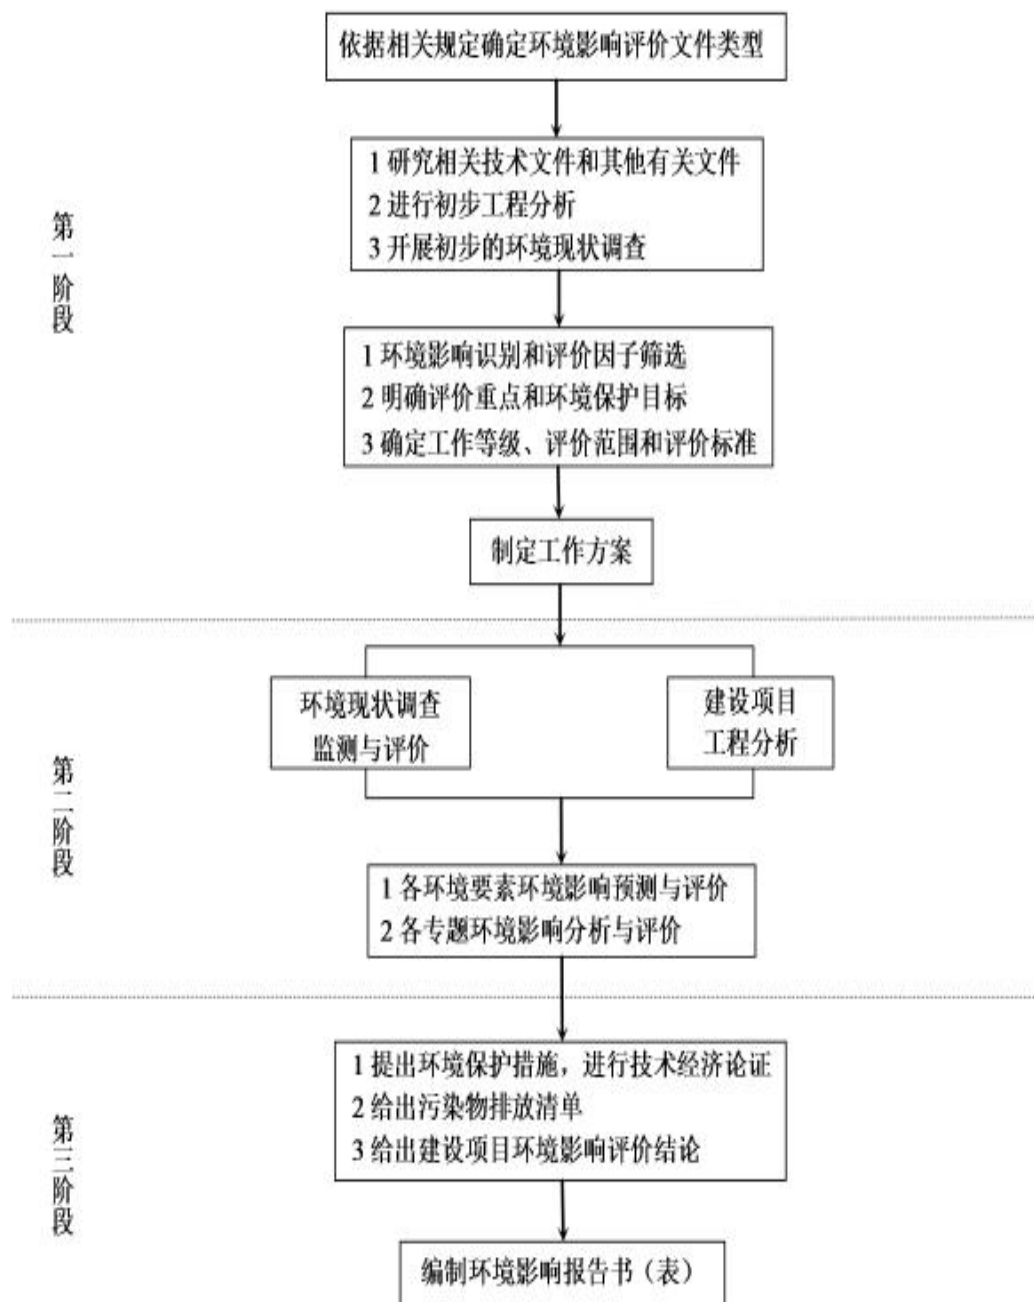 依据相关规定确定环境影响评价文件类型
1 研究相关技术文件和其他有关文件
2 进行初步工程分析
3 开展初步的环境现状调查
第一阶段
1 环境影响识别和评价因子筛选
2 明确评价重点和环境保护目标
3 确定工作等级、评价范围和评价标准
制定工作方案
环境现状调查
监测与评价
建设项目
工程分析
第二阶段
1 各环境要素环境影响预测与评价
2 各专题环境影响分析与评价
1 提出环境保护措施，进行技术经济论证
2 给出污染物排放清单
3 给出建设项目环境影响评价结论
第三阶段
编制环境影响报告书（表）